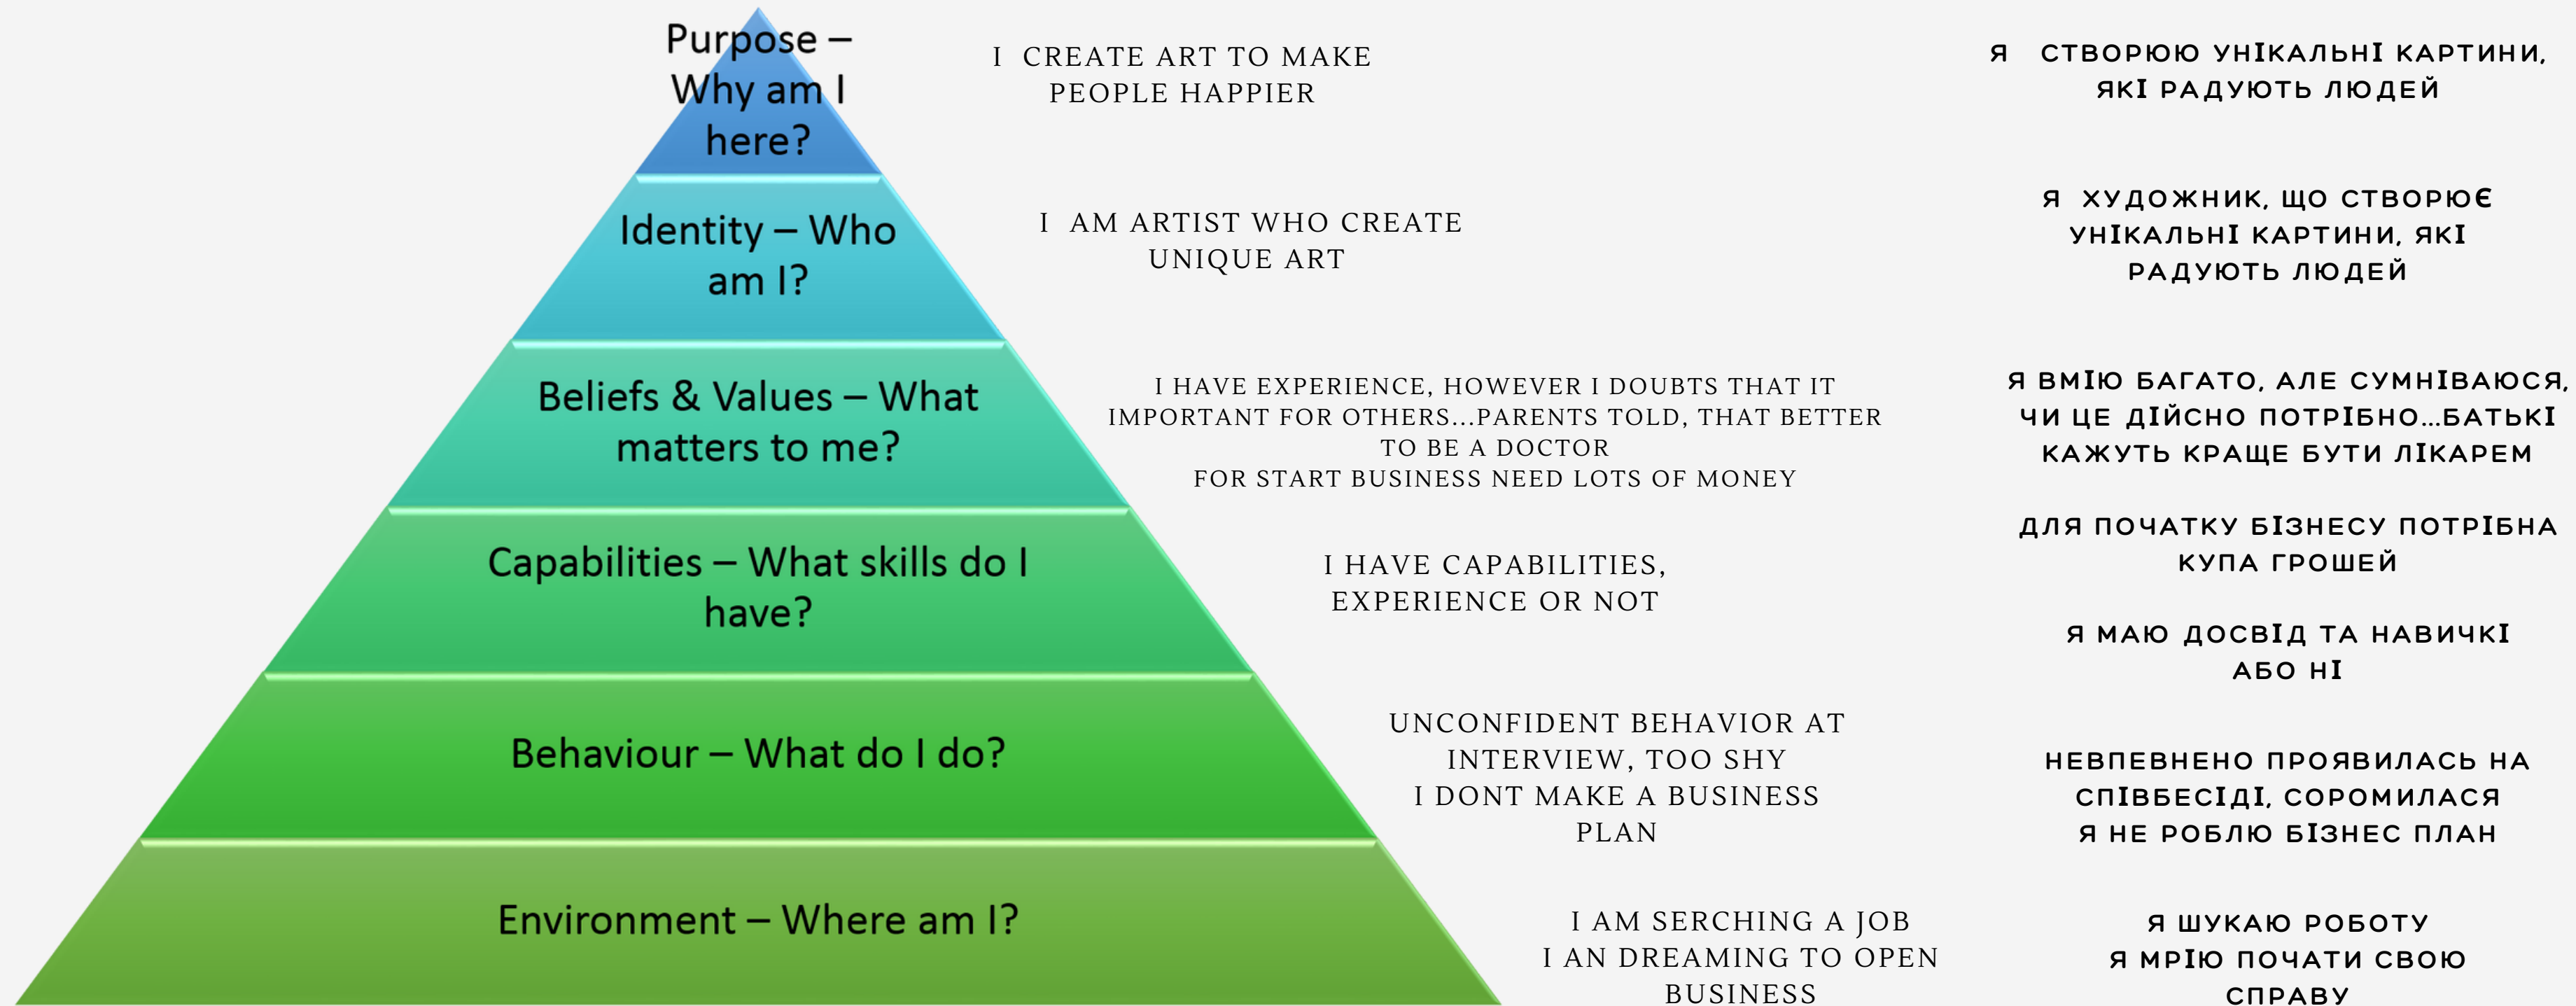 Purpose –
Why am I
here?
I CREATE ART TO MAKE
PEOPLE HAPPIER
Я СТВОРЮЮ УНІКАЛЬНІ КАРТИНИ,
ЯКІ РАДУЮТЬ ЛЮДЕЙ
Identity – Who
am I?
I AM ARTIST WHO CREATE
UNIQUE ART
Я ХУДОЖНИК, ЩО СТВОРЮЄ
УНІКАЛЬНІ КАРТИНИ, ЯКІ
РАДУЮТЬ ЛЮДЕЙ
Beliefs & Values – What
matters to me?
I HAVE EXPERIENCE, HOWEVER I DOUBTS THAT IT
IMPORTANT FOR OTHERS...PARENTS TOLD, THAT BETTER
TO BE A DOCTOR
FOR START BUSINESS NEED LOTS OF MONEY
Я ВМІЮ БАГАТО, АЛЕ СУМНІВАЮСЯ,
ЧИ ЦЕ ДІЙСНО ПОТРІБНО...БАТЬКІ
КАЖУТЬ КРАЩЕ БУТИ ЛІКАРЕМ
ДЛЯ ПОЧАТКУ БІЗНЕСУ ПОТРІБНА
КУПА ГРОШЕЙ
Capabilities – What skills do I
have?
I HAVE CAPABILITIES,
EXPERIENCE OR NOT
Я МАЮ ДОСВІД ТА НАВИЧКІ
АБО НІ
Behaviour – What do I do?
UNCONFIDENT BEHAVIOR AT
INTERVIEW, TOO SHY
I DONT MAKE A BUSINESS
PLAN
НЕВПЕВНЕНО ПРОЯВИЛАСЬ НА
СПІВБЕСІДІ, СОРОМИЛАСЯ
Я НЕ РОБЛЮ БІЗНЕС ПЛАН
Environment – Where am I?
I AM SERCHING A JOB
I AN DREAMING TO OPEN
BUSINESS
Я ШУКАЮ РОБОТУ
Я МРІЮ ПОЧАТИ СВОЮ
СПРАВУ